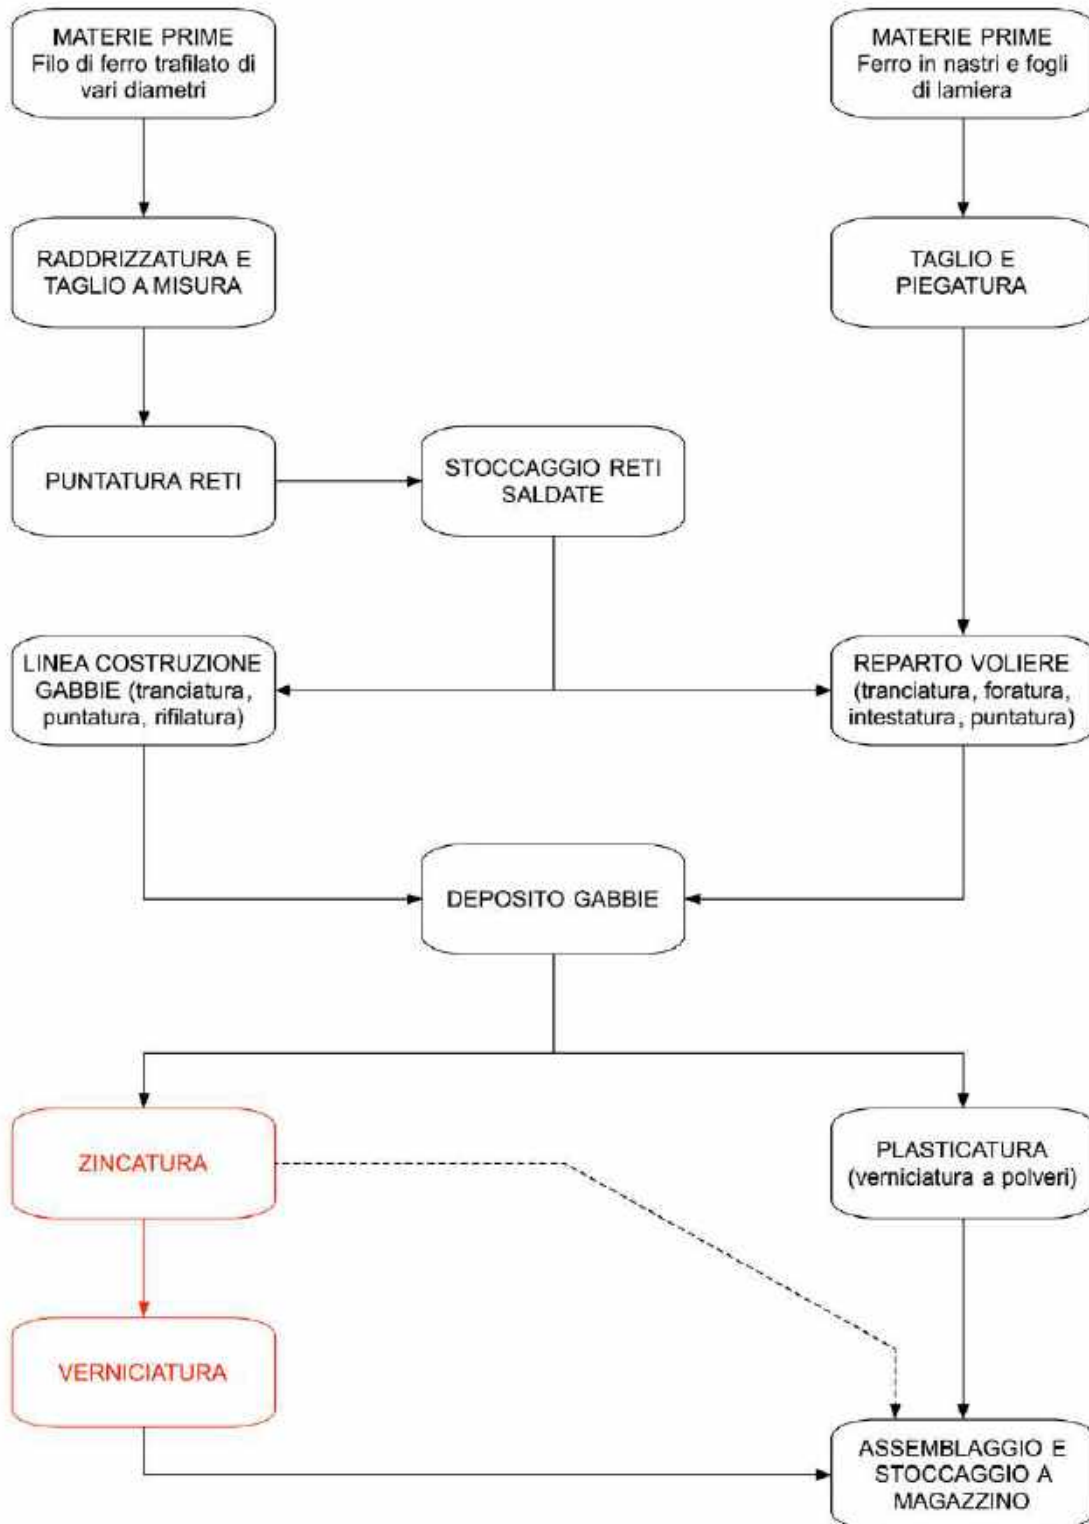 MATERIE PRIME
Filo di ferro trafilato di
vari diametri
MATERIE PRIME
Ferro in nastri e fogli
di lamiera
RADDRIZZATURA E
TAGLIO A MISURA
TAGLIO E
PIEGATURA
PUNTATURA RETI
STOCCAGGIO RETI
SALDATE
LINEA COSTRUZIONE
GABBIE (tranciatura,
puntatura, rifilatura)
REPARTO VOLIERE
(tranciatura, foratura,
intestatura, puntatura)
DEPOSITO GABBIE
ZINCATURA
PLASTICATURA
(verniciatura a polveri)
VERNICIATURA
ASSEMBLAGGIO E
STOCCAGGIO A
MAGAZZINO